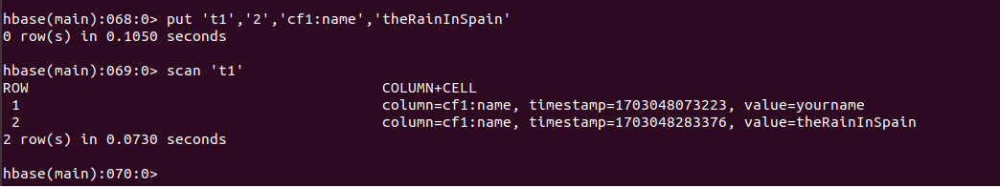 hbase(main):068:0> put 't1','2','cf1:name','theRainInSpain'
0 row(s) in 0.1050 seconds
hbase(main):069:0> scan 't1'
ROW COLUMN+CELL
1 column=cf1:name, timestamp=1703048073223, value=yourname
2 column=cf1:name, timestamp=1703048283376, value=theRainInSpain
2 row(s) in 0.0730 seconds
hbase(main):070:0>